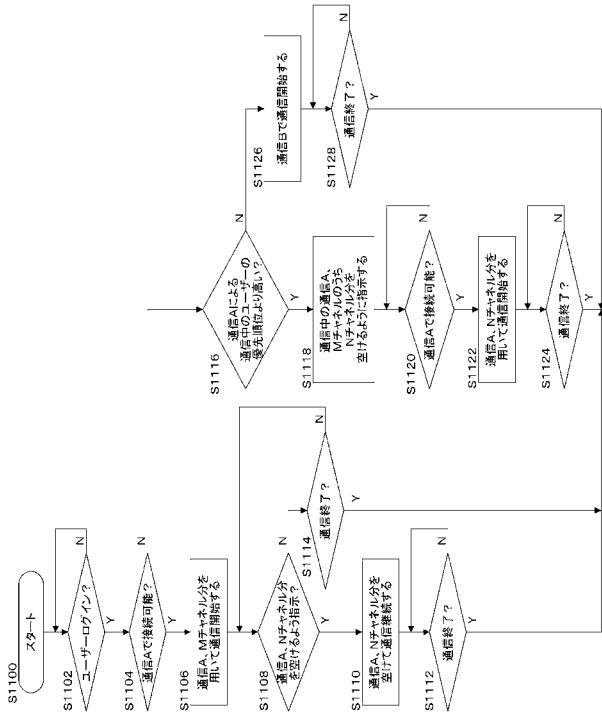 S1100
スタート
S1102
ユーザーログイン?
N
Y
S1104
通信Aで接続可能?
N
Y
S1106
通信A、Mチャネル分を
用いて通信開始する
S1108
通信A、Nチャネル分
を空けるよう指示?
N
Y
S1110
通信A、Nチャネル分を
空けて通信継続する
S1112
通信終了?
N
Y
S1114
通信終了?
N
Y
S1116
通信Aによる
通信中のユーザーの
優先順位より高い?
N
Y
S1118
通信中の通信A、
Mチャネルのうち
Nチャネル分を
空けるように指示する
S1120
通信Aで接続可能?
N
Y
S1122
通信A、Nチャネル分を
用いて通信開始する
S1124
通信終了?
N
Y
S1126
通信Bで通信開始する
S1128
通信終了?
N
Y